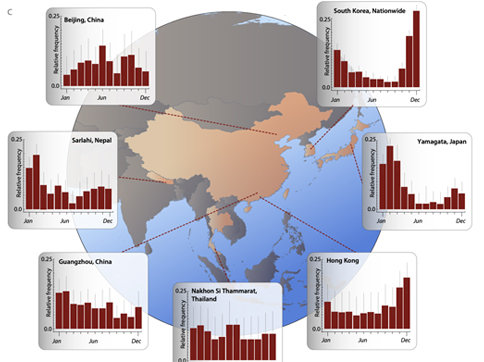 C
Beijing, China
0.25
Relative frequency
0.0
Jan Jun Dec
South Korea, Nationwide
0.25
Relative frequency
0.0
Jan Jun Dec
Sarlahi, Nepal
0.25
Relative frequency
0.0
Jan Jun Dec
Yamagata, Japan
0.25
Relative frequency
0.0
Jan Jun Dec
Guangzhou, China
0.25
Relative frequency
0.0
Jan Jun Dec
Nakhon Si Thammarat,
Thailand
0.25
Relative frequency
Hong Kong
0.25
Relative frequency
0.0
Jan Jun Dec